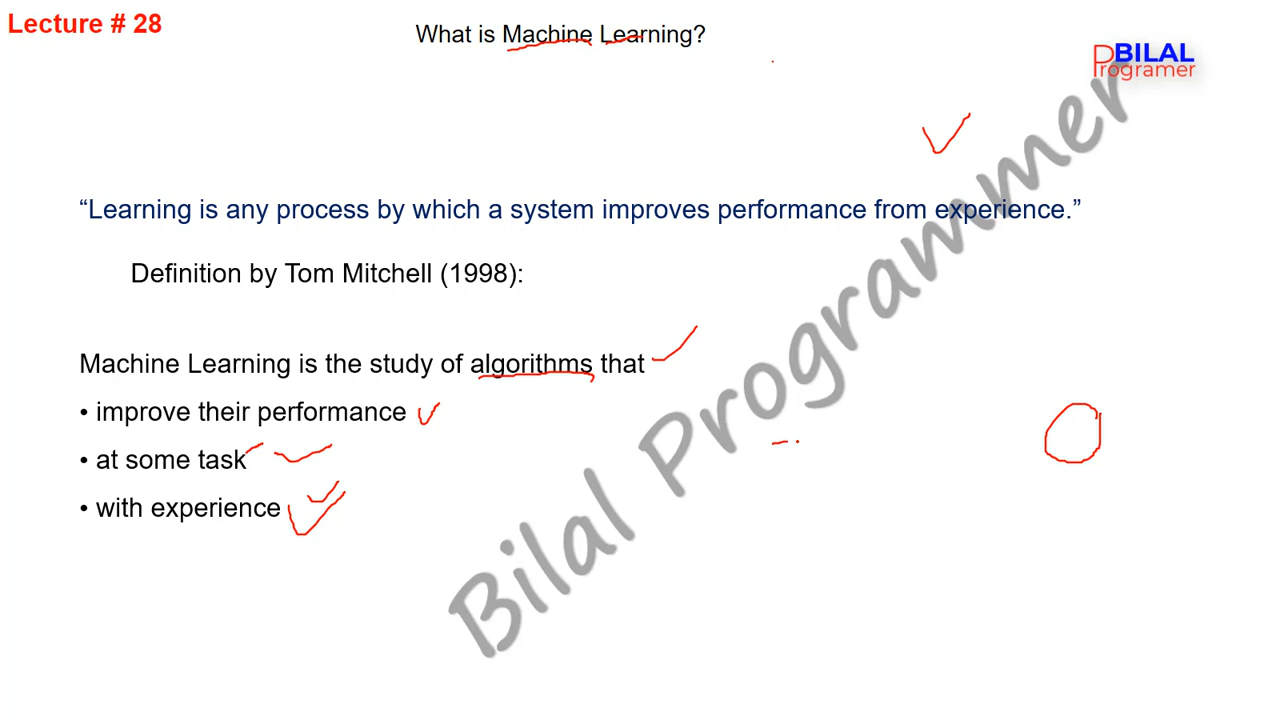 Lecture # 28
What is Machine Learning?
BILAL
Programer
“Learning is any process by which a system improves performance from experience.”
Definition by Tom Mitchell (1998):
Machine Learning is the study of algorithms that
• improve their performance
• at some task
• with experience
Bilal Programmer